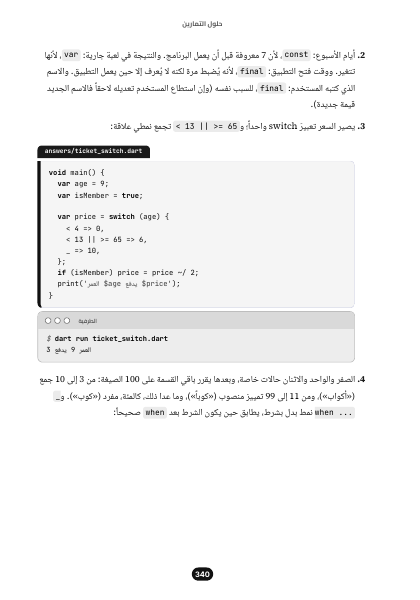 حلول التمارين
2. أيام الأسبوع: const، لأن 7 معروفة قبل أن يعمل البرنامج. والنتيجة في لعبة جارية: var، لأنها
تتغير. ووقت فتح التطبيق: final، لأنه يُضبط مرة لكنه لا يُعرف إلا حين يعمل التطبيق. والاسم
الذي كتبه المستخدم: final، للسبب نفسه (وإن استطاع المستخدم تعديله لاحقاً فالاسم الجديد
قيمة جديدة).
3. يصير السعر تعبيرَ switch واحداً؛ و < 13 || >= 65 تجمع نمطي علاقة:
answers/ticket_switch.dart
void main() {
  var age = 9;
  var isMember = true;
  var price = switch (age) {
    < 4 => 0,
    < 13 || >= 65 => 6,
    _ => 10,
  };
  if (isMember) price = price ~/ 2;
  print('العمر $age يدفع $price');
}
الطرفية
$ dart run ticket_switch.dart
العمر 9 يدفع 3
4. الصفر والواحد والاثنان حالات خاصة، وبعدها يقرر باقي القسمة على 100 الصيغة: من 3 إلى 10 جمع
(«أكواب»)، ومن 11 إلى 99 تمييز منصوب («كوباً»)، وما عدا ذلك، كالمئة، مفرد («كوب»). و _
when ... نمط بدل بشرط، يطابق حين يكون الشرط بعد when صحيحاً:
340